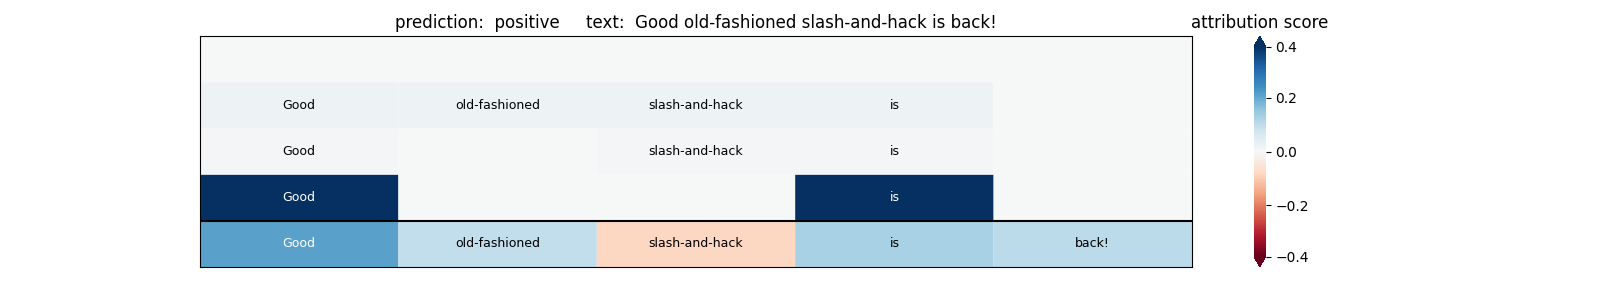 prediction:  positive     text:  Good old-fashioned slash-and-hack is back!
attribution score
Good old-fashioned slash-and-hack is
Good slash-and-hack is
Good is
Good old-fashioned slash-and-hack is back!
0.4
0.2
0.0
−0.2
−0.4